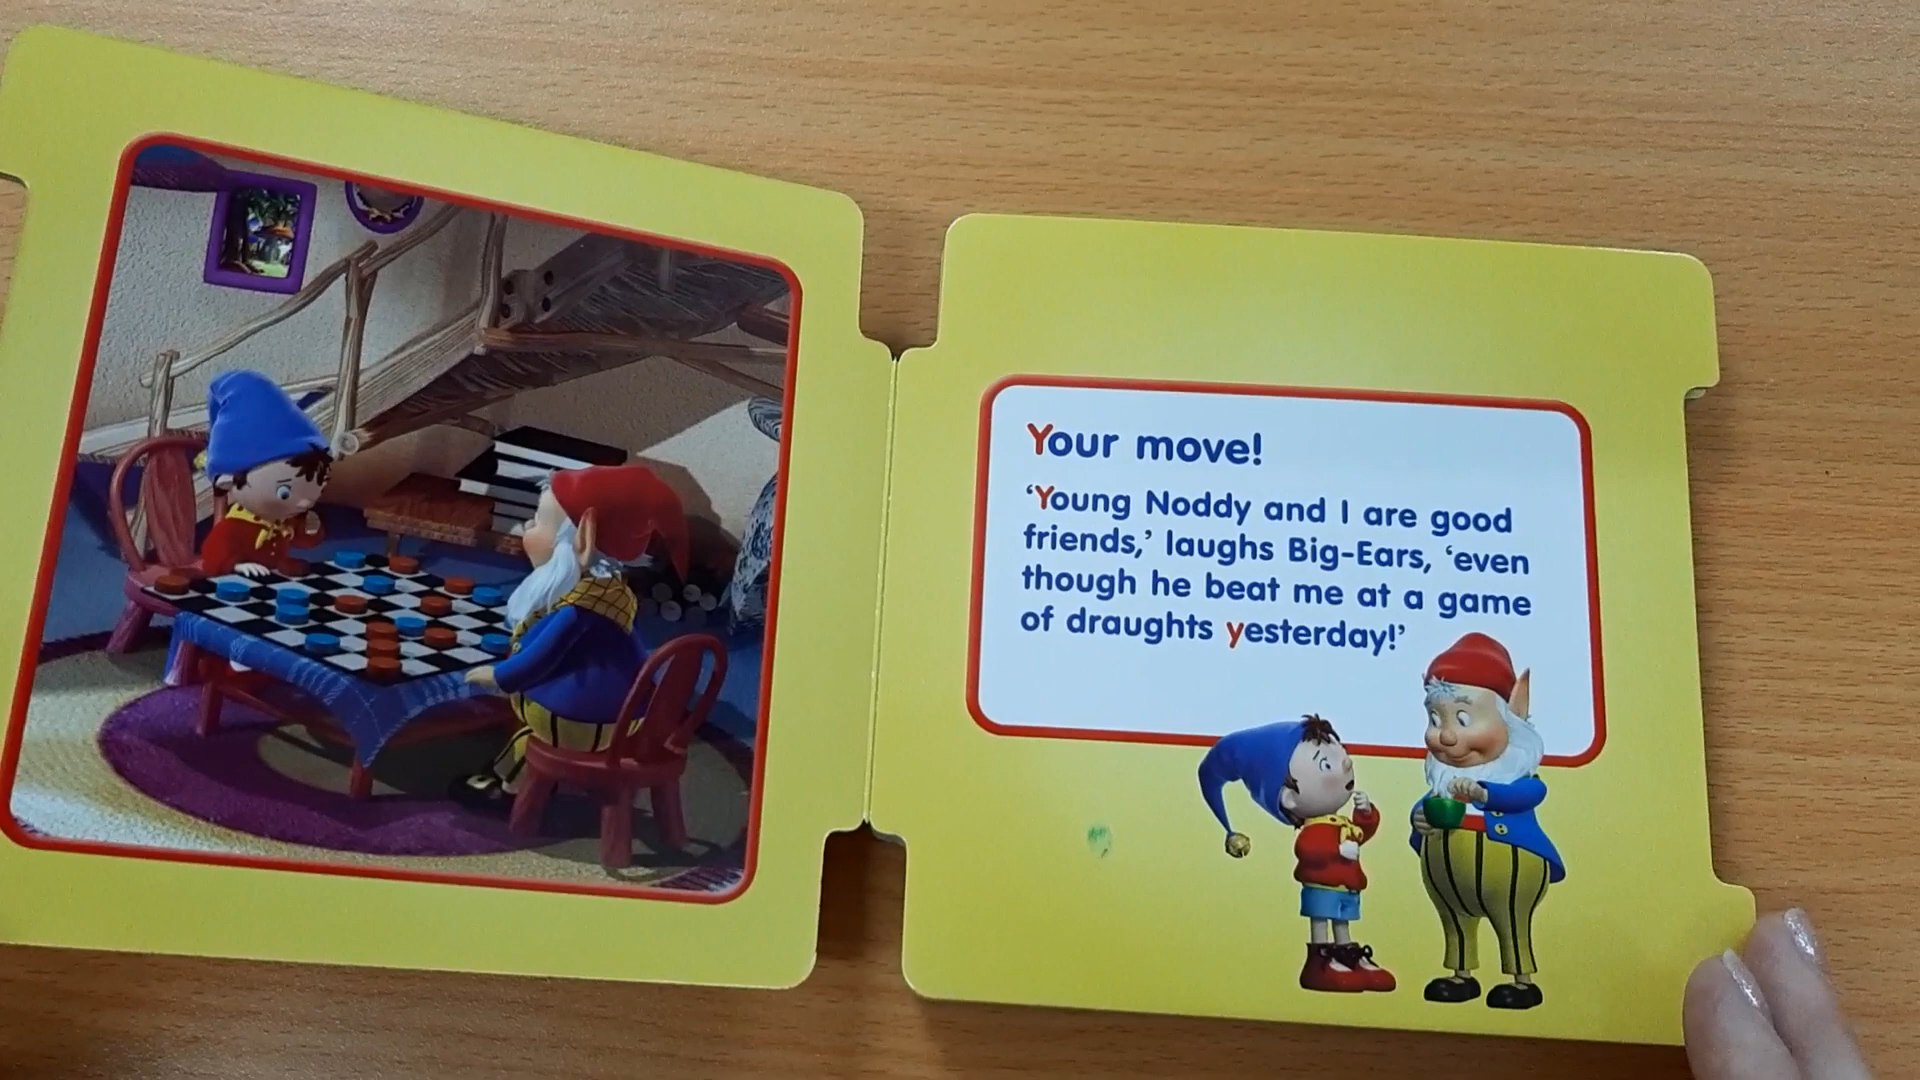 Your move!
‘Young Noddy and I are good
friends,’ laughs Big-Ears, ‘even
though he beat me at a game
of draughts yesterday!’